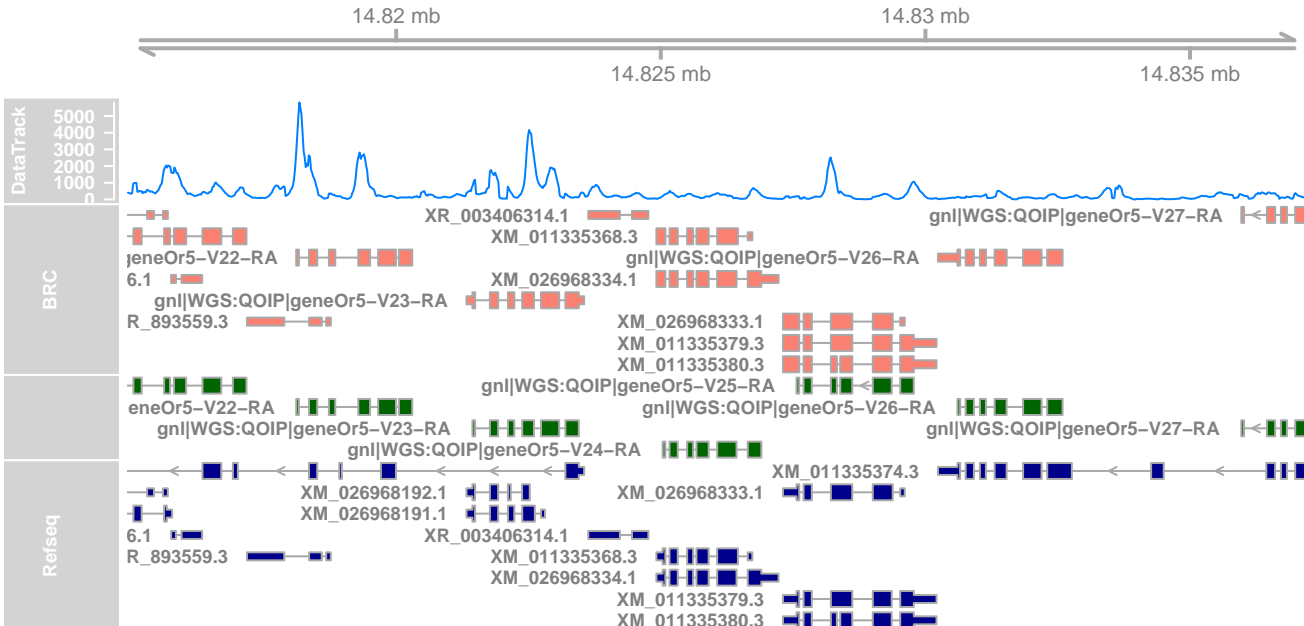 14.82 mb
14.83 mb
14.825 mb
14.835 mb
DataTrack
5000
4000
3000
2000
1000
0
BRC
XR_003406314.1
gnl|WGS:QOIP|geneOr5−V27−RA
XM_011335368.3
geneOr5−V22−RA
gnl|WGS:QOIP|geneOr5−V26−RA
6.1
XM_026968334.1
gnl|WGS:QOIP|geneOr5−V23−RA
R_893559.3
XM_026968333.1
XM_011335379.3
XM_011335380.3
gnl|WGS:QOIP|geneOr5−V25−RA
eneOr5−V22−RA
gnl|WGS:QOIP|geneOr5−V26−RA
gnl|WGS:QOIP|geneOr5−V23−RA
gnl|WGS:QOIP|geneOr5−V27−RA
gnl|WGS:QOIP|geneOr5−V24−RA
Refseq
XM_011335374.3
XM_026968192.1
XM_026968333.1
XM_026968191.1
6.1
XR_003406314.1
R_893559.3
XM_011335368.3
XM_026968334.1
XM_011335379.3
XM_011335380.3